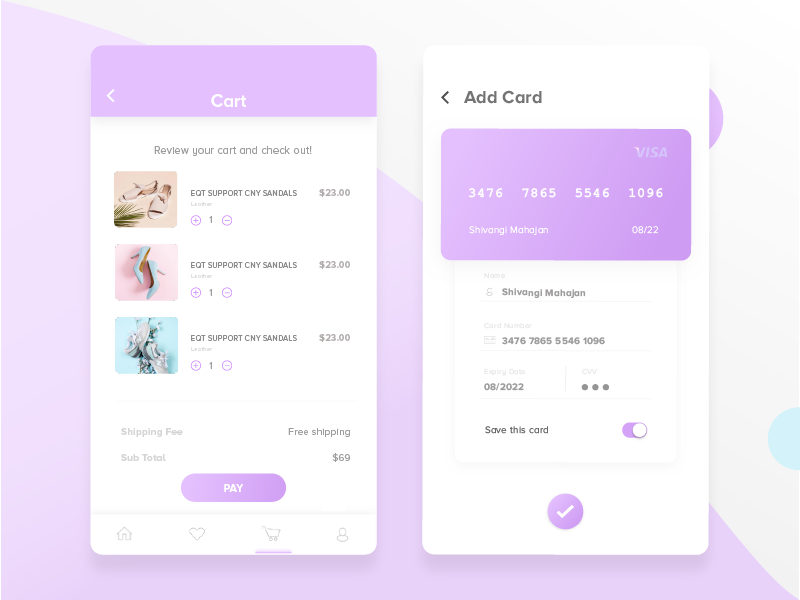 Cart
Review your cart and check out!
EQT SUPPORT CNY SANDALS $23.00
Leather
1
EQT SUPPORT CNY SANDALS $23.00
Leather
1
EQT SUPPORT CNY SANDALS $23.00
Leather
1
Shipping Fee Free shipping
Sub Total $69
PAY
Add Card
VISA
3476 7865 5546 1096
Shivangi Mahajan 08/22
Name
Shivangi Mahajan
Card Number
3476 7865 5546 1096
Expiry Date CVV
08/2022
Save this card